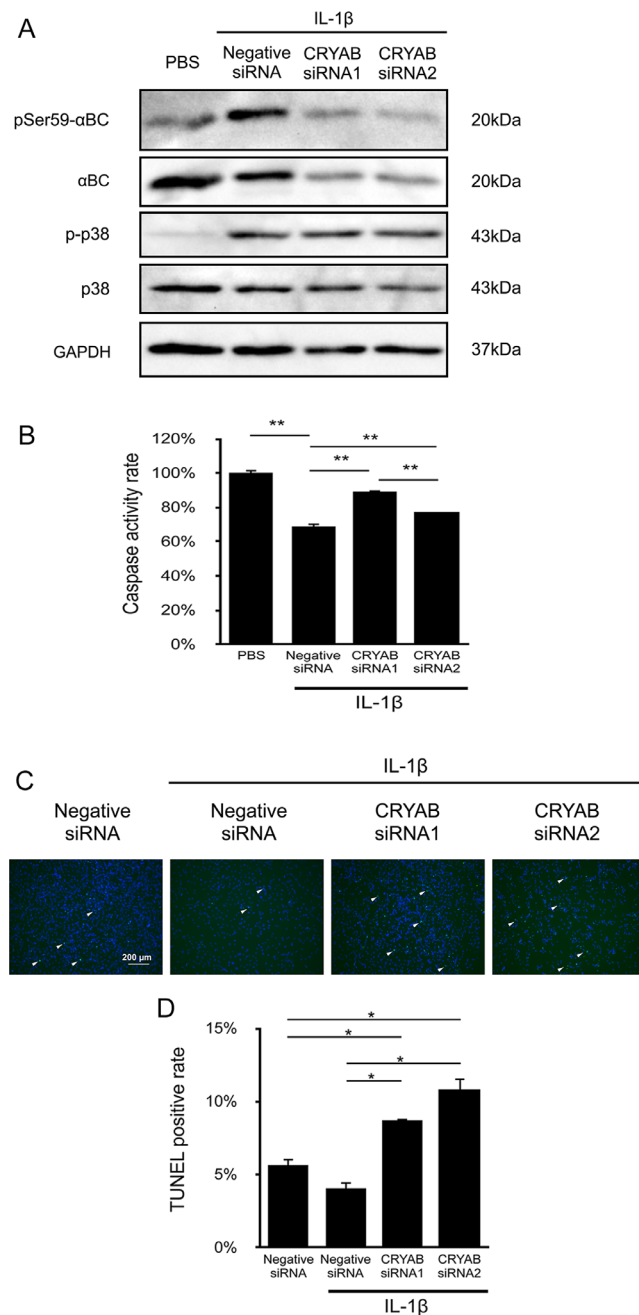 A
IL-1β
PBS
Negative
siRNA
CRYAB
siRNA1
CRYAB
siRNA2
pSer59-αBC
20kDa
αBC
20kDa
p-p38
43kDa
p38
43kDa
GAPDH
37kDa
B
Caspase activity rate
120%
100%
80%
60%
40%
20%
0%
**
**
**
**
PBS
Negative
siRNA
CRYAB
siRNA1
CRYAB
siRNA2
IL-1β
C
IL-1β
Negative
siRNA
Negative
siRNA
CRYAB
siRNA1
CRYAB
siRNA2
200 μm
D
TUNEL positive rate
15%
10%
5%
0%
*
*
*
*
Negative
siRNA
Negative
siRNA
CRYAB
siRNA1
CRYAB
siRNA2
IL-1β